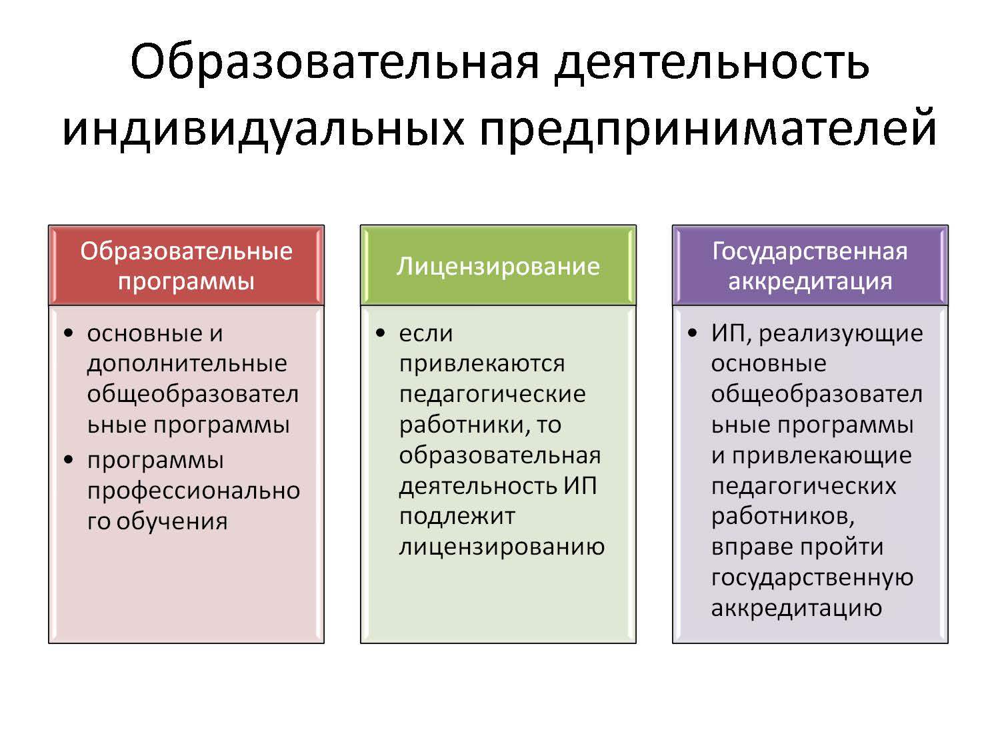 Образовательная деятельность
индивидуальных предпринимателей
Образовательные
программы
• основные и
дополнительные
общеобразовател
ьные программы
• программы
профессионально
го обучения
Лицензирование
• если
привлекаются
педагогические
работники, то
образовательная
деятельность ИП
подлежит
лицензированию
Государственная
аккредитация
• ИП, реализующие
основные
общеобразовател
ьные программы
и привлекающие
педагогических
работников,
вправе пройти
государственную
аккредитацию